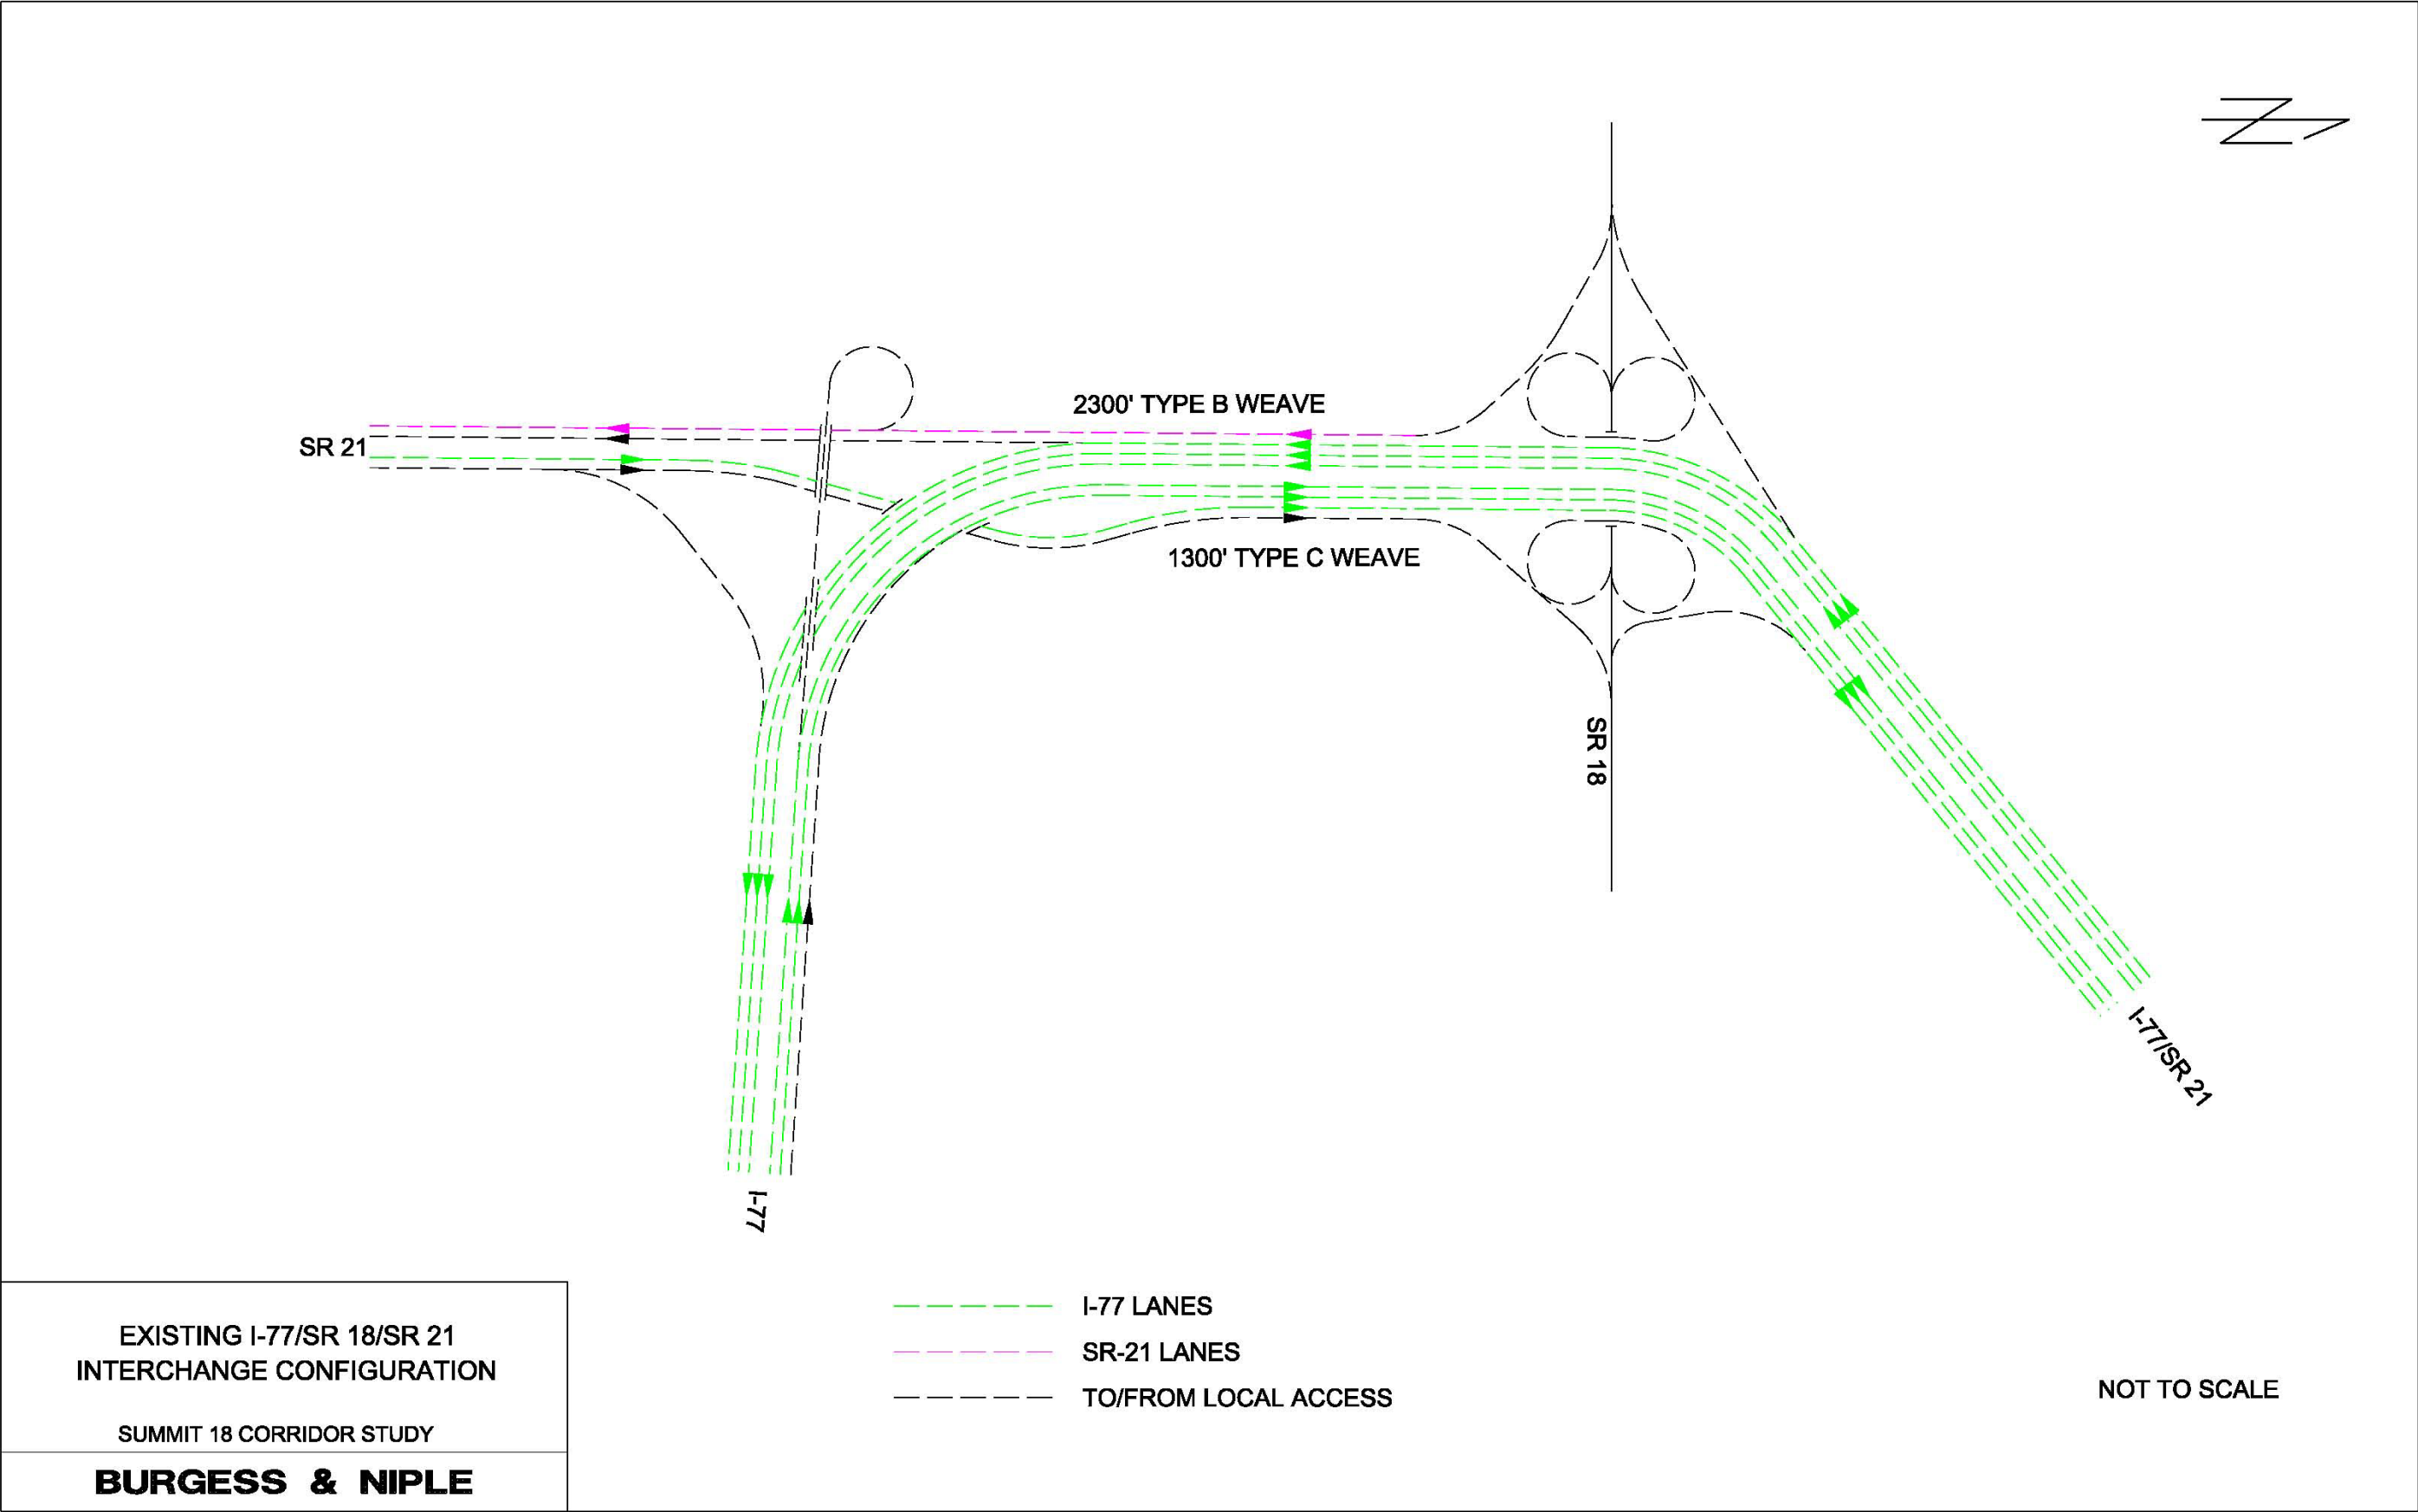 2300' TYPE B WEAVE
SR 21
1300' TYPE C WEAVE
SR 18
I-77/SR 21
I-77
I-77 LANES
SR-21 LANES
TO/FROM LOCAL ACCESS
NOT TO SCALE
EXISTING I-77/SR 18/SR 21
INTERCHANGE CONFIGURATION
SUMMIT 18 CORRIDOR STUDY
BURGESS & NIPLE